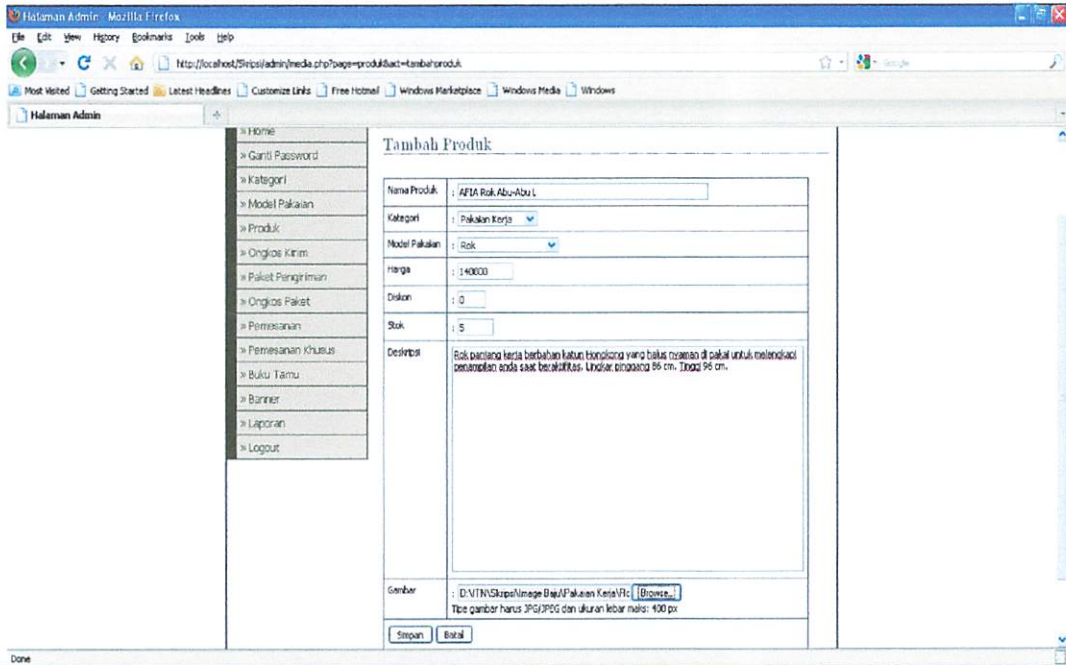 Halaman Admin - Mozilla Firefox
File Edit View History Bookmarks Tools Help
http://localhost/Skripsi/admin/media.php?page=produk&act=tambahproduk
Google
Most Visited Getting Started Latest Headlines Customize Links Free Hotmail Windows Marketplace Windows Media Windows
Halaman Admin
» Home
» Ganti Password
» Kategori
» Model Pakaian
» Produk
» Ongkos Kirim
» Paket Pengiriman
» Ongkos Paket
» Pemesanan
» Pemesanan Khusus
» Buku Tamu
» Banner
» Laporan
» Logout
Tambah Produk
Nama Produk : AFIA Rok Abu-Abu L
Kategori : Pakaian Kerja
Model Pakaian : Rok
Harga : 140000
Diskon : 0
Stok : 5
Deskripsi
Rok panjang kerja berbahan katun Hongkong yang halus nyaman di pakai untuk melengkapi
penampilan anda saat beraktifitas. Lingkar pinggang 86 cm. Tinggi 96 cm.
Gambar : D:\ITN\Skripsi\Image Baju\Pakaian Kerja\ Browse...
Tipe gambar harus JPG/JPEG dan ukuran lebar maks: 400 px
Simpan Batal
Done